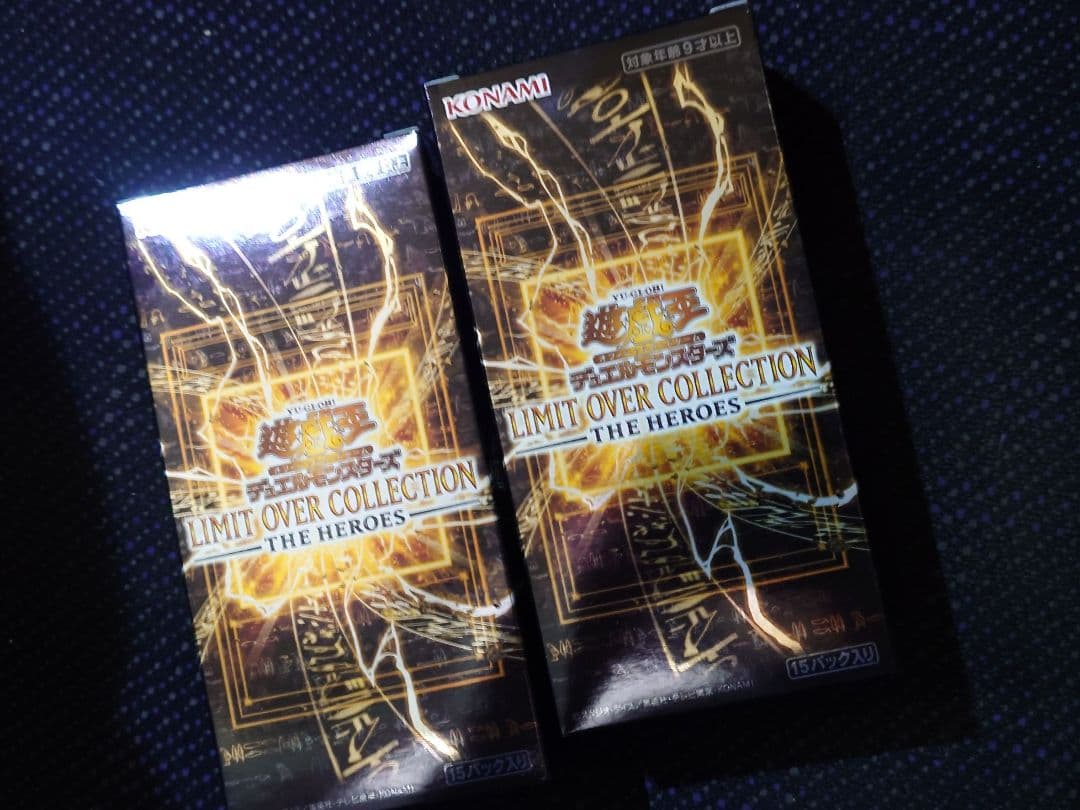 KONAMI
対象年齢9才以上
YU-GI-OH!
遊戯王
デュエルモンスターズ
LIMIT OVER COLLECTION
THE HEROES
15パック入り
YU-GI-OH!
遊戯王
デュエルモンスターズ
LIMIT OVER COLLECTION
THE HEROES
15パック入り